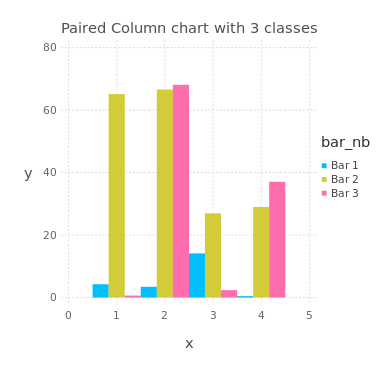 Paired Column chart with 3 classes
80
60
40
20
0
y
0 1 2 3 4 5
x
bar_nb
Bar 1
Bar 2
Bar 3